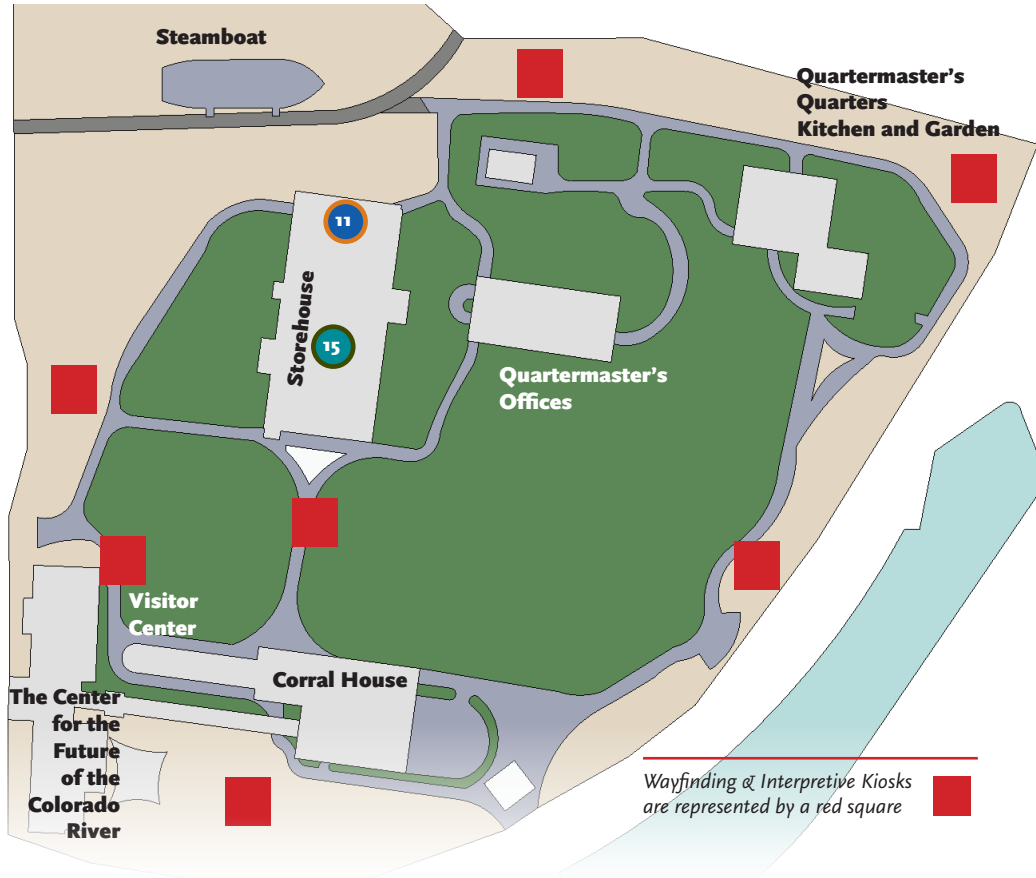 Steamboat
Quartermaster's
Quarters
Kitchen and Garden
11
Storehouse
15
Quartermaster's
Offices
Visitor
Center
Corral House
The Center
for the
Future
of the
Colorado
River
Wayfinding & Interpretive Kiosks
are represented by a red square